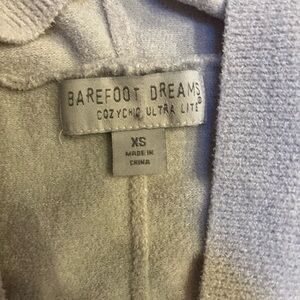 BAREFOOT DREAMS®
COZYCHIC ULTRA LITE
XS
MADE IN
CHINA